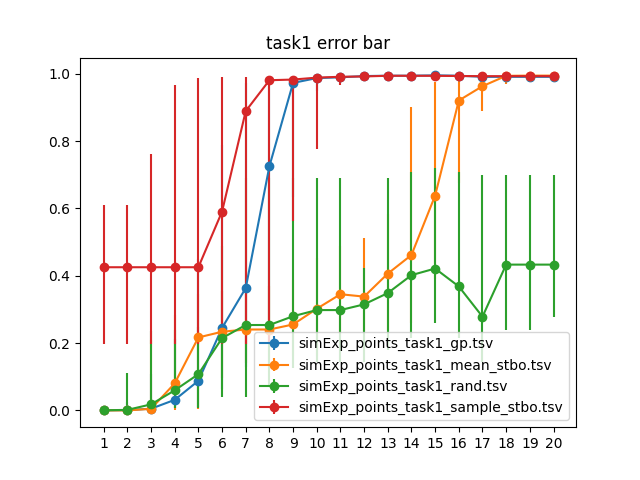 task1 error bar
1.0
0.8
0.6
0.4
0.2
0.0
simExp_points_task1_gp.tsv
simExp_points_task1_mean_stbo.tsv
simExp_points_task1_rand.tsv
simExp_points_task1_sample_stbo.tsv
1 2 3 4 5 6 7 8 9 10 11 12 13 14 15 16 17 18 19 20